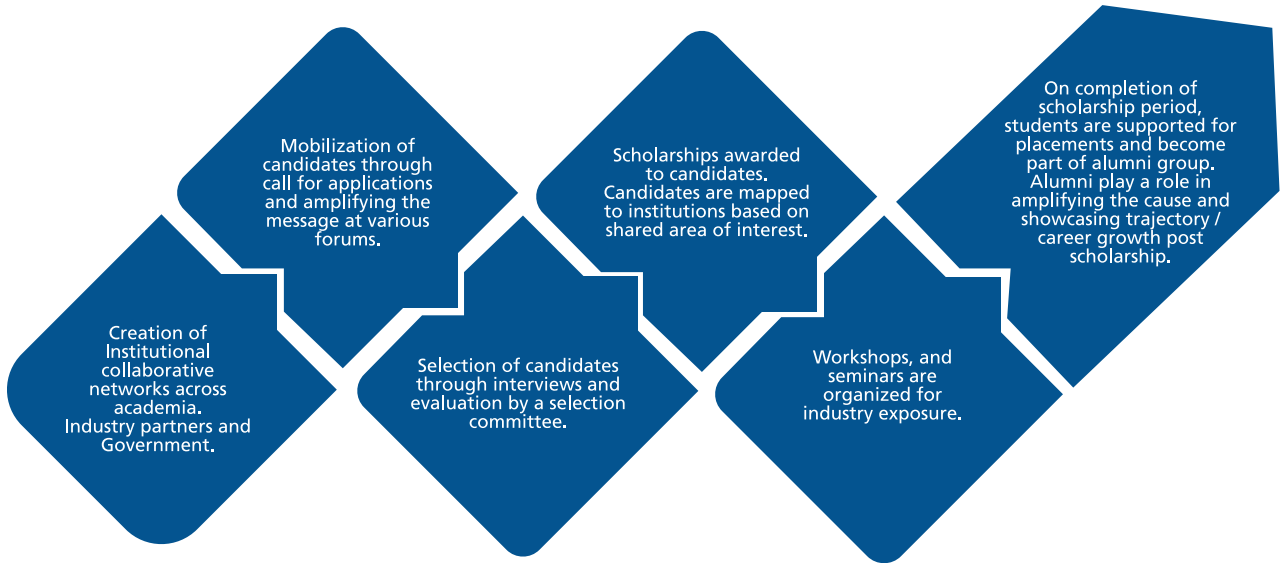 Creation of
Institutional
collaborative
networks across
academia.
Industry partners and
Government.
Mobilization of
candidates through
call for applications
and amplifying the
message at various
forums.
Selection of candidates
through interviews and
evaluation by a selection
committee.
Scholarships awarded
to candidates.
Candidates are mapped
to institutions based on
shared area of interest.
Workshops, and
seminars are
organized for
industry exposure.
On completion of
scholarship period,
students are supported for
placements and become
part of alumni group.
Alumni play a role in
amplifying the cause and
showcasing trajectory /
career growth post
scholarship.